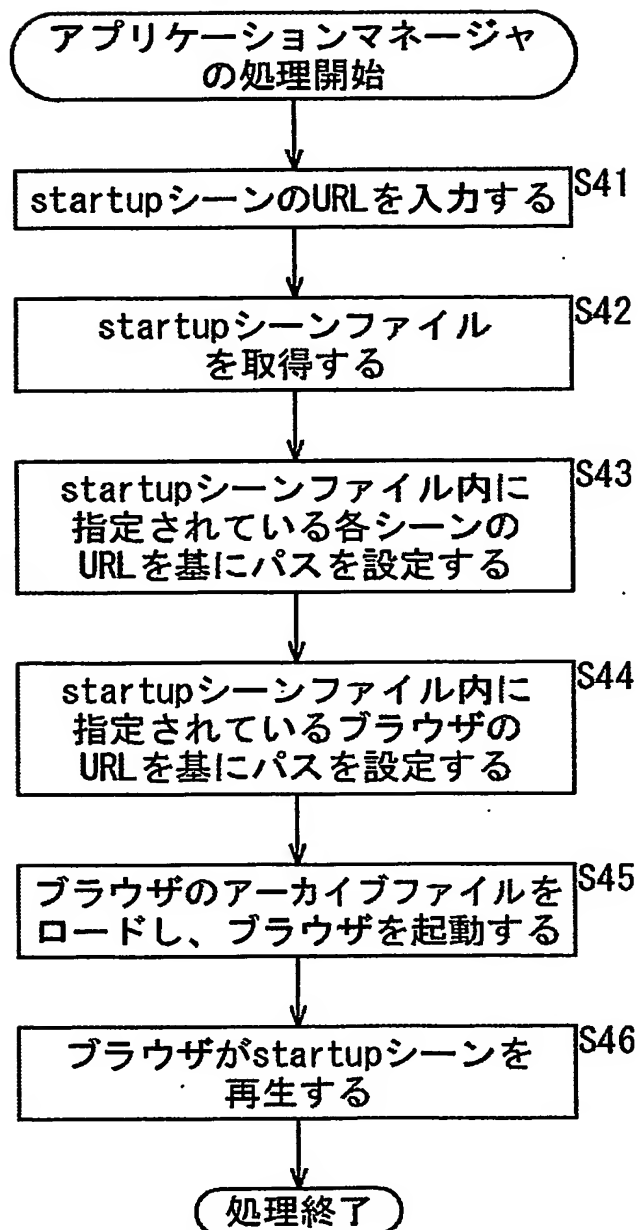 アプリケーションマネージャ
の処理開始
S41
startupシーンのURLを入力する
S42
startupシーンファイル
を取得する
S43
startupシーンファイル内に
指定されている各シーンの
URLを基にパスを設定する
S44
startupシーンファイル内に
指定されているブラウザの
URLを基にパスを設定する
S45
ブラウザのアーカイブファイルを
ロードし、ブラウザを起動する
S46
ブラウザがstartupシーンを
再生する
処理終了